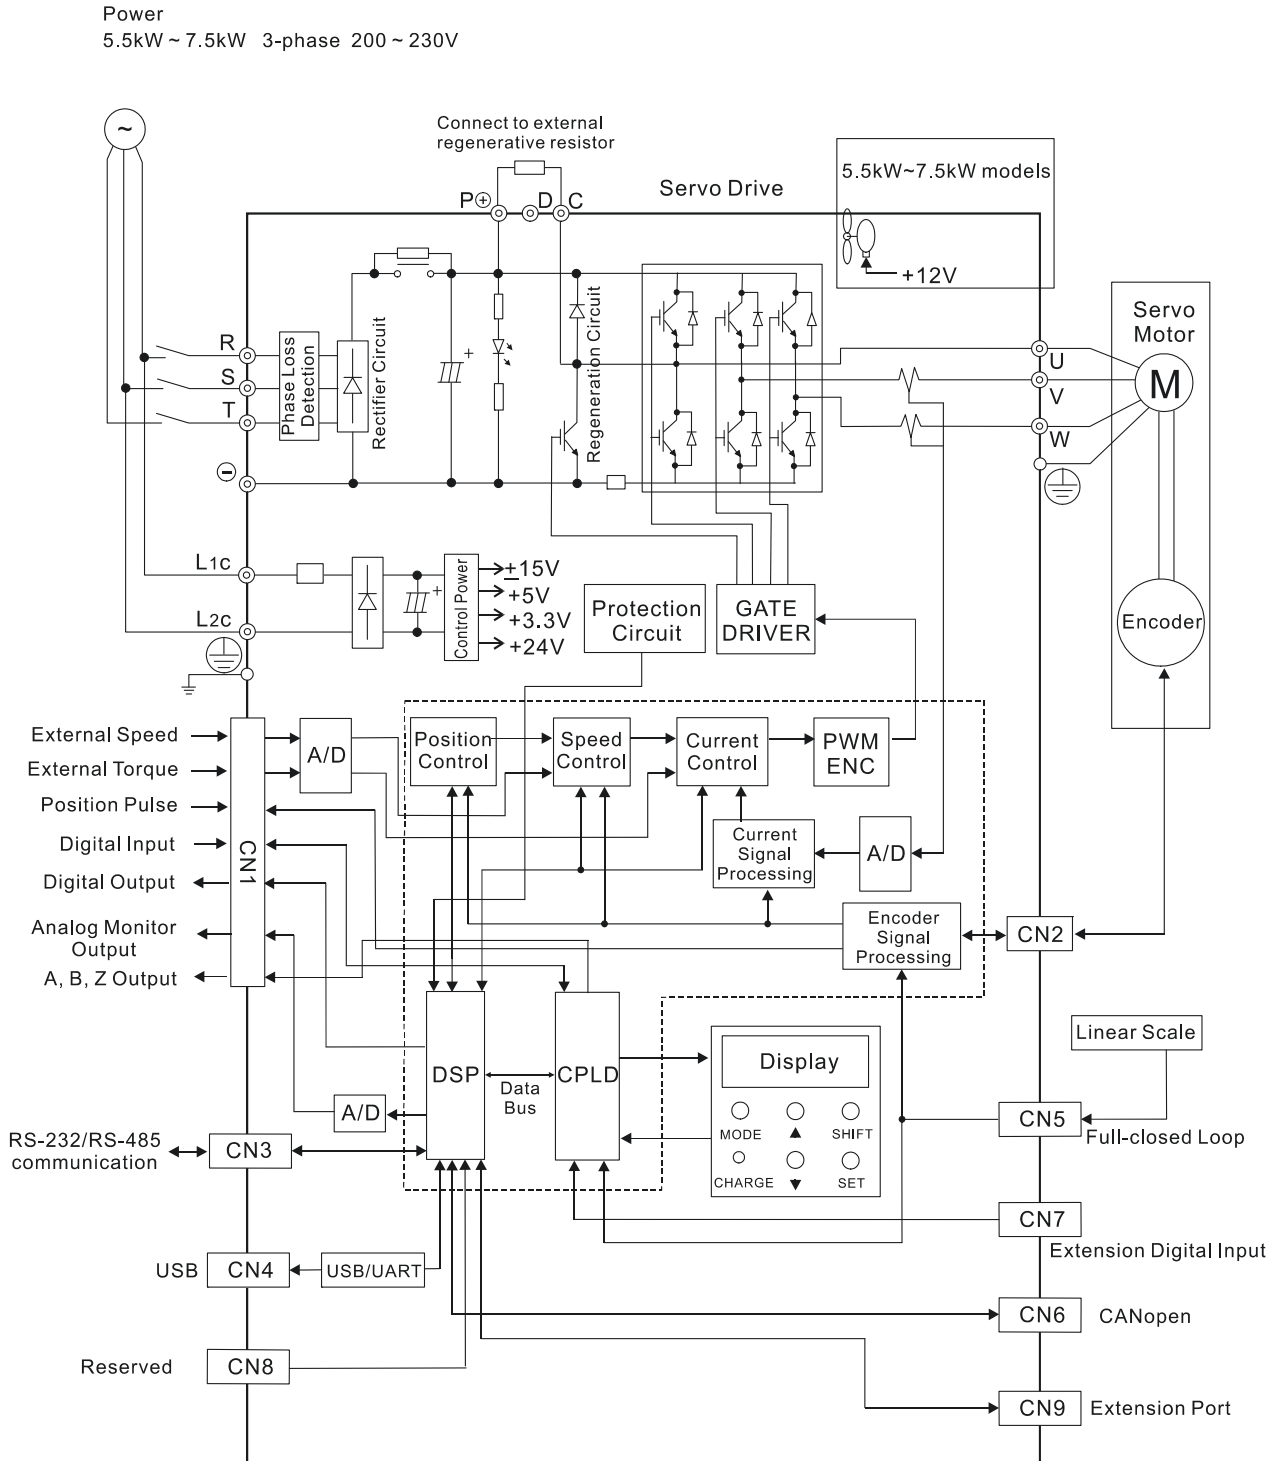 Power
5.5kW ~ 7.5kW 3-phase 200 ~ 230V
~
Connect to external
regenerative resistor
Servo Drive
5.5kW~7.5kW models
+12V
P⊕
D
C
Servo
Motor
M
Encoder
R
S
T
⊖
Phase Loss
Detection
Rectifier Circuit
+
Regeneration Circuit
U
V
W
L1c
L2c
+
Control Power
±15V
+5V
+3.3V
+24V
Protection
Circuit
GATE
DRIVER
External Speed
External Torque
Position Pulse
Digital Input
Digital Output
Analog Monitor
Output
A, B, Z Output
CN1
A/D
Position
Control
Speed
Control
Current
Control
PWM
ENC
Current
Signal
Processing
A/D
Encoder
Signal
Processing
CN2
Linear Scale
DSP
Data
Bus
CPLD
Display
MODE
▲
SHIFT
CHARGE
▼
SET
A/D
CN5
Full-closed Loop
RS-232/RS-485
communication
CN3
CN7
Extension Digital Input
USB
CN4
USB/UART
CN6
CANopen
Reserved
CN8
CN9
Extension Port